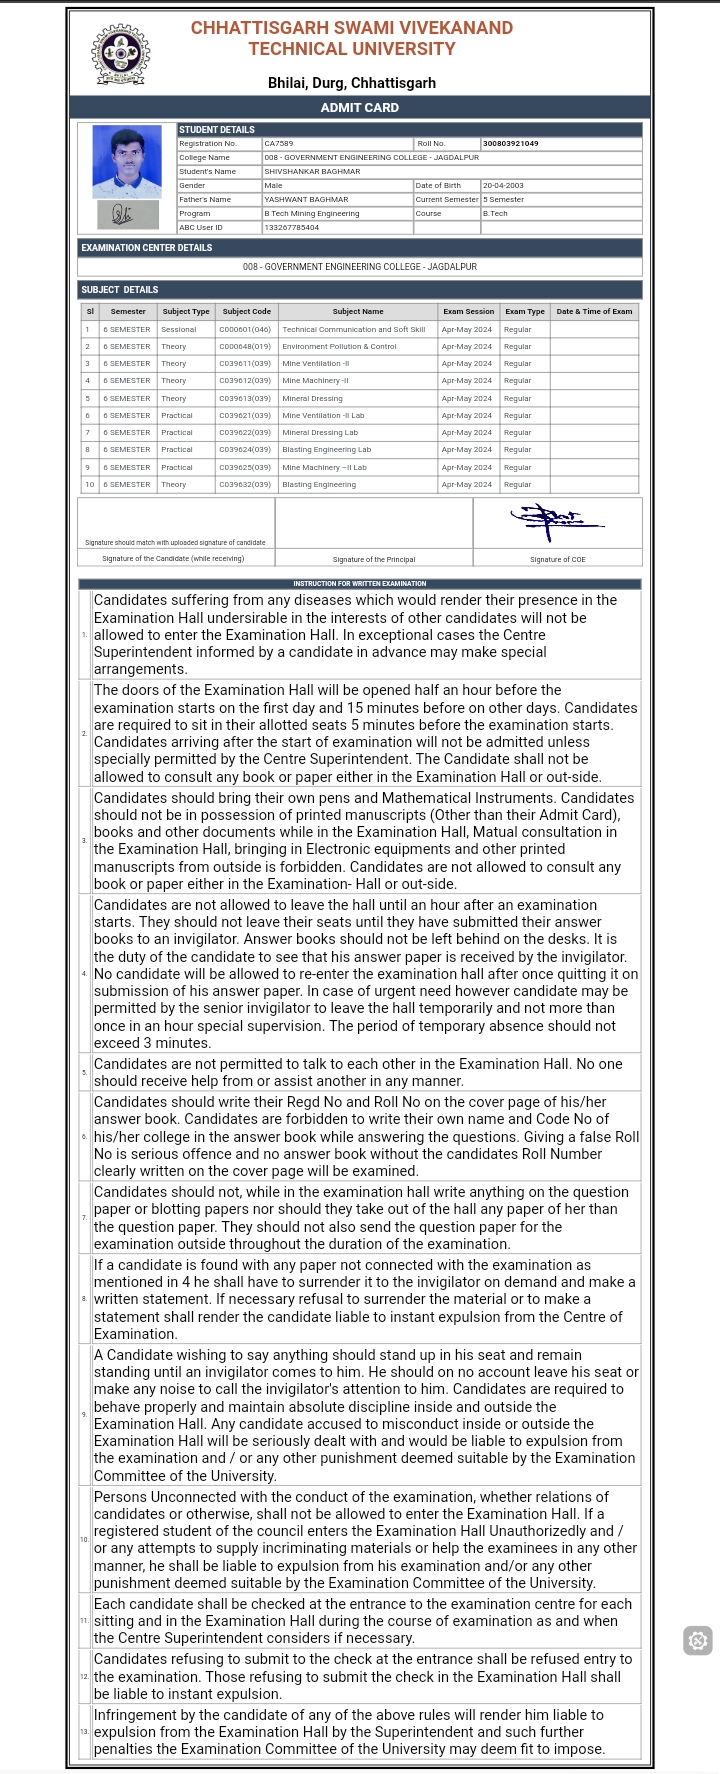 CHHATTISGARH SWAMI VIVEKANAND
TECHNICAL UNIVERSITY
Bhilai, Durg, Chhattisgarh
ADMIT CARD
STUDENT DETAILS
Registration No. CA7589 Roll No. 300803921049
College Name 008 - GOVERNMENT ENGINEERING COLLEGE - JAGDALPUR
Student's Name SHIVSHANKAR BAGHMAR
Gender Male Date of Birth 20-04-2003
Father's Name YASHWANT BAGHMAR Current Semester 5 Semester
Program B Tech Mining Engineering Course B.Tech
ABC User ID 133267785404
EXAMINATION CENTER DETAILS
008 - GOVERNMENT ENGINEERING COLLEGE - JAGDALPUR
SUBJECT DETAILS
Sl Semester Subject Type Subject Code Subject Name Exam Session Exam Type Date & Time of Exam
1 6 SEMESTER Sessional C000601(046) Technical Communication and Soft Skill Apr-May 2024 Regular
2 6 SEMESTER Theory C000648(019) Environment Pollution & Control Apr-May 2024 Regular
3 6 SEMESTER Theory C039611(039) Mine Ventilation -II Apr-May 2024 Regular
4 6 SEMESTER Theory C039612(039) Mine Machinery -II Apr-May 2024 Regular
5 6 SEMESTER Theory C039613(039) Mineral Dressing Apr-May 2024 Regular
6 6 SEMESTER Practical C039621(039) Mine Ventilation -II Lab Apr-May 2024 Regular
7 6 SEMESTER Practical C039622(039) Mineral Dressing Lab Apr-May 2024 Regular
8 6 SEMESTER Practical C039624(039) Blasting Engineering Lab Apr-May 2024 Regular
9 6 SEMESTER Practical C039625(039) Mine Machinery –II Lab Apr-May 2024 Regular
10 6 SEMESTER Theory C039632(039) Blasting Engineering Apr-May 2024 Regular
Signature should match with uploaded signature of candidate
Signature of the Candidate (while receiving) Signature of the Principal Signature of COE
INSTRUCTION FOR WRITTEN EXAMINATION
1. Candidates suffering from any diseases which would render their presence in the
Examination Hall undersirable in the interests of other candidates will not be
allowed to enter the Examination Hall. In exceptional cases the Centre
Superintendent informed by a candidate in advance may make special
arrangements.
2. The doors of the Examination Hall will be opened half an hour before the
examination starts on the first day and 15 minutes before on other days. Candidates
are required to sit in their allotted seats 5 minutes before the examination starts.
Candidates arriving after the start of examination will not be admitted unless
specially permitted by the Centre Superintendent. The Candidate shall not be
allowed to consult any book or paper either in the Examination Hall or out-side.
3. Candidates should bring their own pens and Mathematical Instruments. Candidates
should not be in possession of printed manuscripts (Other than their Admit Card),
books and other documents while in the Examination Hall, Matual consultation in
the Examination Hall, bringing in Electronic equipments and other printed
manuscripts from outside is forbidden. Candidates are not allowed to consult any
book or paper either in the Examination- Hall or out-side.
4. Candidates are not allowed to leave the hall until an hour after an examination
starts. They should not leave their seats until they have submitted their answer
books to an invigilator. Answer books should not be left behind on the desks. It is
the duty of the candidate to see that his answer paper is received by the invigilator.
No candidate will be allowed to re-enter the examination hall after once quitting it on
submission of his answer paper. In case of urgent need however candidate may be
permitted by the senior invigilator to leave the hall temporarily and not more than
once in an hour special supervision. The period of temporary absence should not
exceed 3 minutes.
5. Candidates are not permitted to talk to each other in the Examination Hall. No one
should receive help from or assist another in any manner.
6. Candidates should write their Regd No and Roll No on the cover page of his/her
answer book. Candidates are forbidden to write their own name and Code No of
his/her college in the answer book while answering the questions. Giving a false Roll
No is serious offence and no answer book without the candidates Roll Number
clearly written on the cover page will be examined.
7. Candidates should not, while in the examination hall write anything on the question
paper or blotting papers nor should they take out of the hall any paper of her than
the question paper. They should not also send the question paper for the
examination outside throughout the duration of the examination.
8. If a candidate is found with any paper not connected with the examination as
mentioned in 4 he shall have to surrender it to the invigilator on demand and make a
written statement. If necessary refusal to surrender the material or to make a
statement shall render the candidate liable to instant expulsion from the Centre of
Examination.
9. A Candidate wishing to say anything should stand up in his seat and remain
standing until an invigilator comes to him. He should on no account leave his seat or
make any noise to call the invigilator's attention to him. Candidates are required to
behave properly and maintain absolute discipline inside and outside the
Examination Hall. Any candidate accused to misconduct inside or outside the
Examination Hall will be seriously dealt with and would be liable to expulsion from
the examination and / or any other punishment deemed suitable by the Examination
Committee of the University.
10. Persons Unconnected with the conduct of the examination, whether relations of
candidates or otherwise, shall not be allowed to enter the Examination Hall. If a
registered student of the council enters the Examination Hall Unauthorizedly and /
or any attempts to supply incriminating materials or help the examinees in any other
manner, he shall be liable to expulsion from his examination and/or any other
punishment deemed suitable by the Examination Committee of the University.
11. Each candidate shall be checked at the entrance to the examination centre for each
sitting and in the Examination Hall during the course of examination as and when
the Centre Superintendent considers if necessary.
12. Candidates refusing to submit to the check at the entrance shall be refused entry to
the examination. Those refusing to submit the check in the Examination Hall shall
be liable to instant expulsion.
13. Infringement by the candidate of any of the above rules will render him liable to
expulsion from the Examination Hall by the Superintendent and such further
penalties the Examination Committee of the University may deem fit to impose.